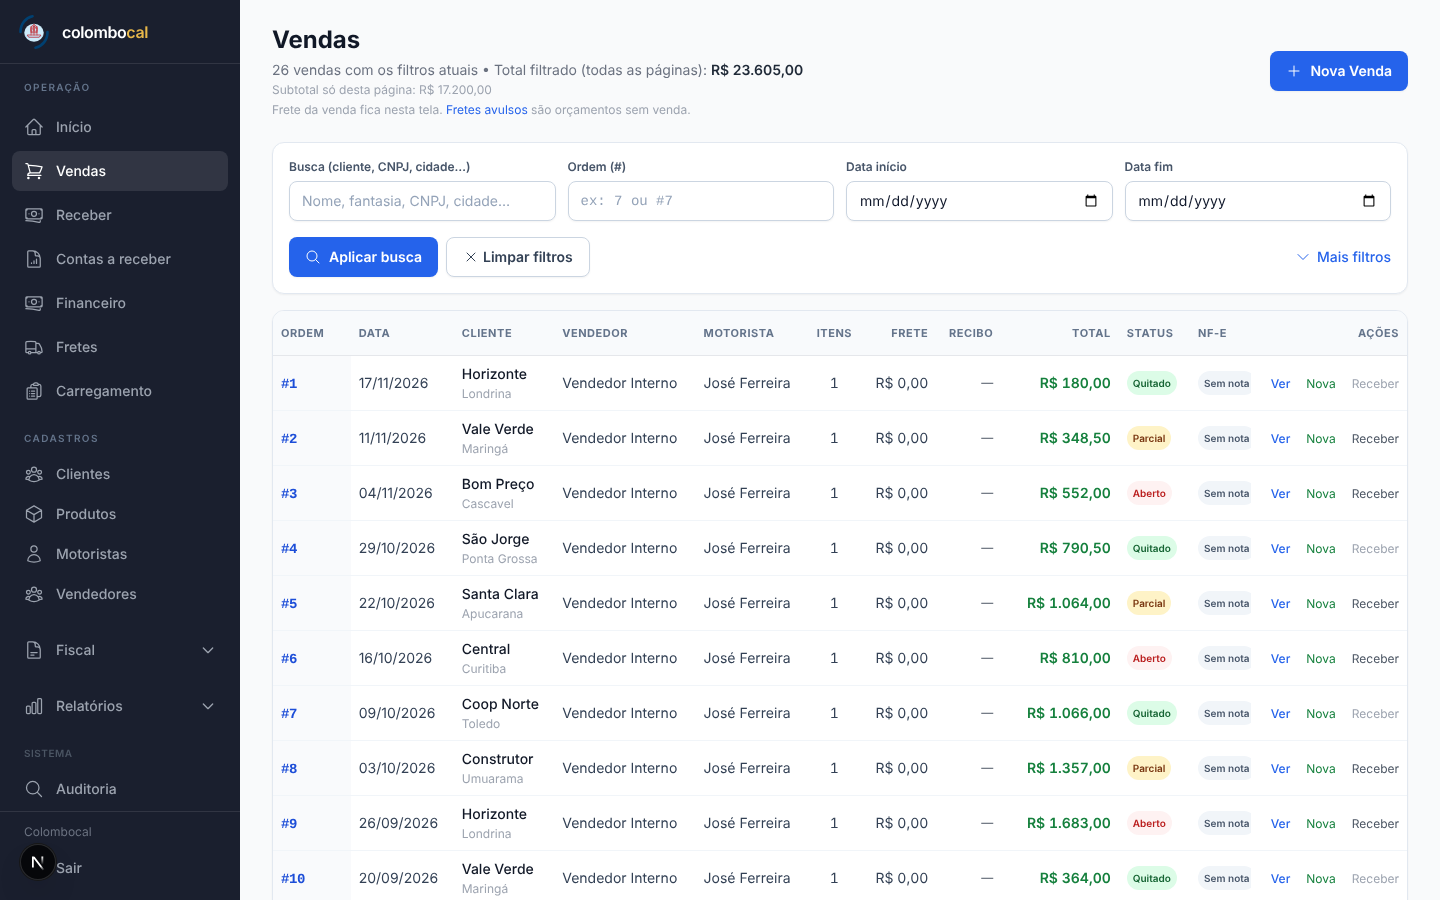 colombocal
OPERAÇÃO
Início
Vendas
Receber
Contas a receber
Financeiro
Fretes
Carregamento
CADASTROS
Clientes
Produtos
Motoristas
Vendedores
Fiscal
Relatórios
SISTEMA
Auditoria
Colombocal
N
Sair
Vendas
26 vendas com os filtros atuais • Total filtrado (todas as páginas): R$ 23.605,00
Subtotal só desta página: R$ 17.200,00
Frete da venda fica nesta tela. Fretes avulsos são orçamentos sem venda.
Nova Venda
Busca (cliente, CNPJ, cidade...) Ordem (#) Data início Data fim
Nome, fantasia, CNPJ, cidade... ex: 7 ou #7 mm/dd/yyyy mm/dd/yyyy
Aplicar busca Limpar filtros Mais filtros
ORDEM DATA CLIENTE VENDEDOR MOTORISTA ITENS FRETE RECIBO TOTAL STATUS NF-E AÇÕES
#1 17/11/2026 Horizonte Vendedor Interno José Ferreira 1 R$ 0,00 — R$ 180,00 Quitado Sem nota Ver Nova Receber
Londrina
#2 11/11/2026 Vale Verde Vendedor Interno José Ferreira 1 R$ 0,00 — R$ 348,50 Parcial Sem nota Ver Nova Receber
Maringá
#3 04/11/2026 Bom Preço Vendedor Interno José Ferreira 1 R$ 0,00 — R$ 552,00 Aberto Sem nota Ver Nova Receber
Cascavel
#4 29/10/2026 São Jorge Vendedor Interno José Ferreira 1 R$ 0,00 — R$ 790,50 Quitado Sem nota Ver Nova Receber
Ponta Grossa
#5 22/10/2026 Santa Clara Vendedor Interno José Ferreira 1 R$ 0,00 — R$ 1.064,00 Parcial Sem nota Ver Nova Receber
Apucarana
#6 16/10/2026 Central Vendedor Interno José Ferreira 1 R$ 0,00 — R$ 810,00 Aberto Sem nota Ver Nova Receber
Curitiba
#7 09/10/2026 Coop Norte Vendedor Interno José Ferreira 1 R$ 0,00 — R$ 1.066,00 Quitado Sem nota Ver Nova Receber
Toledo
#8 03/10/2026 Construtor Vendedor Interno José Ferreira 1 R$ 0,00 — R$ 1.357,00 Parcial Sem nota Ver Nova Receber
Umuarama
#9 26/09/2026 Horizonte Vendedor Interno José Ferreira 1 R$ 0,00 — R$ 1.683,00 Aberto Sem nota Ver Nova Receber
Londrina
#10 20/09/2026 Vale Verde Vendedor Interno José Ferreira 1 R$ 0,00 — R$ 364,00 Quitado Sem nota Ver Nova Receber
Maringá